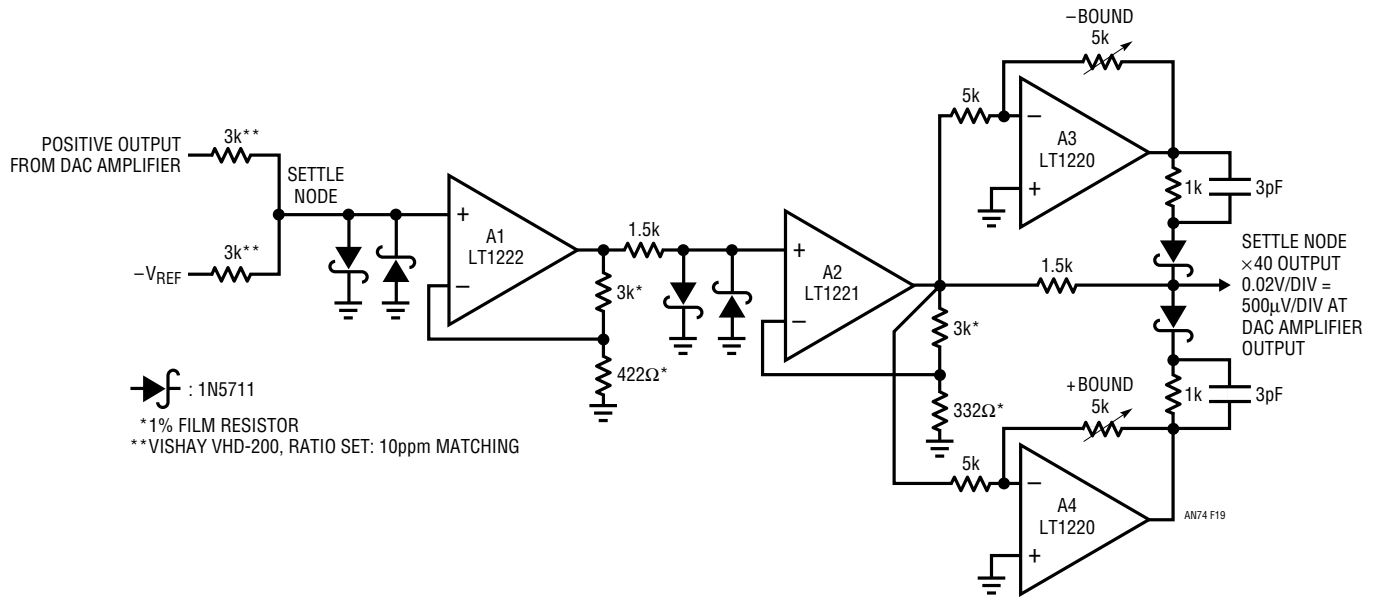 –BOUND
5k
5k
–
A3
LT1220
+
1k
3pF
POSITIVE OUTPUT
FROM DAC AMPLIFIER
3k**
SETTLE
NODE
3k**
–VREF
+
A1
LT1222
–
1.5k
3k*
422Ω*
+
A2
LT1221
–
3k*
332Ω*
1.5k
SETTLE NODE
×40 OUTPUT
0.02V/DIV =
500µV/DIV AT
DAC AMPLIFIER
OUTPUT
+BOUND
5k
1k
3pF
5k
–
A4
LT1220
+
AN74 F19
: 1N5711
*1% FILM RESISTOR
**VISHAY VHD-200, RATIO SET: 10ppm MATCHING